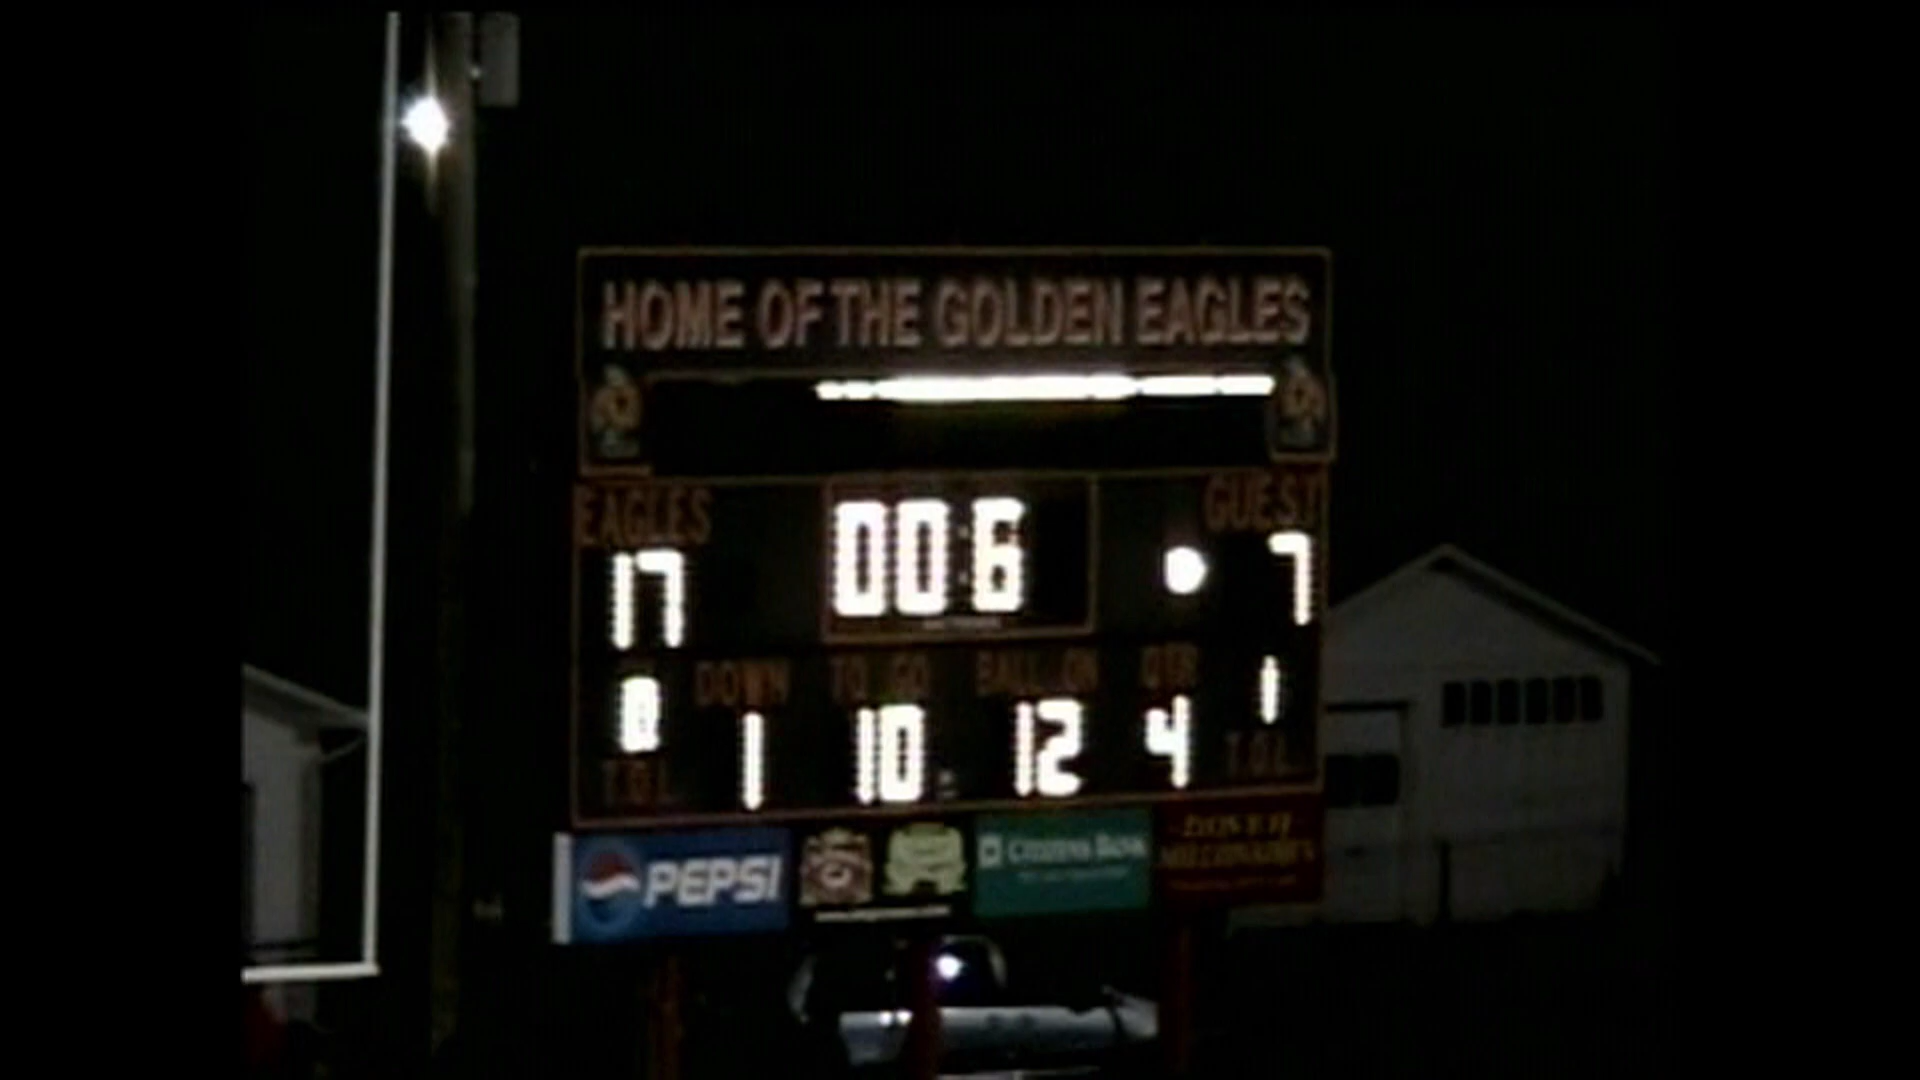 HOME OF THE GOLDEN EAGLES
EAGLES 00:6 GUEST
17 7
DOWN TO GO BALL ON QTR
0 1 10 12 4 1
T.O.L. T.O.L.
PEPSI
CITIZENS BANK